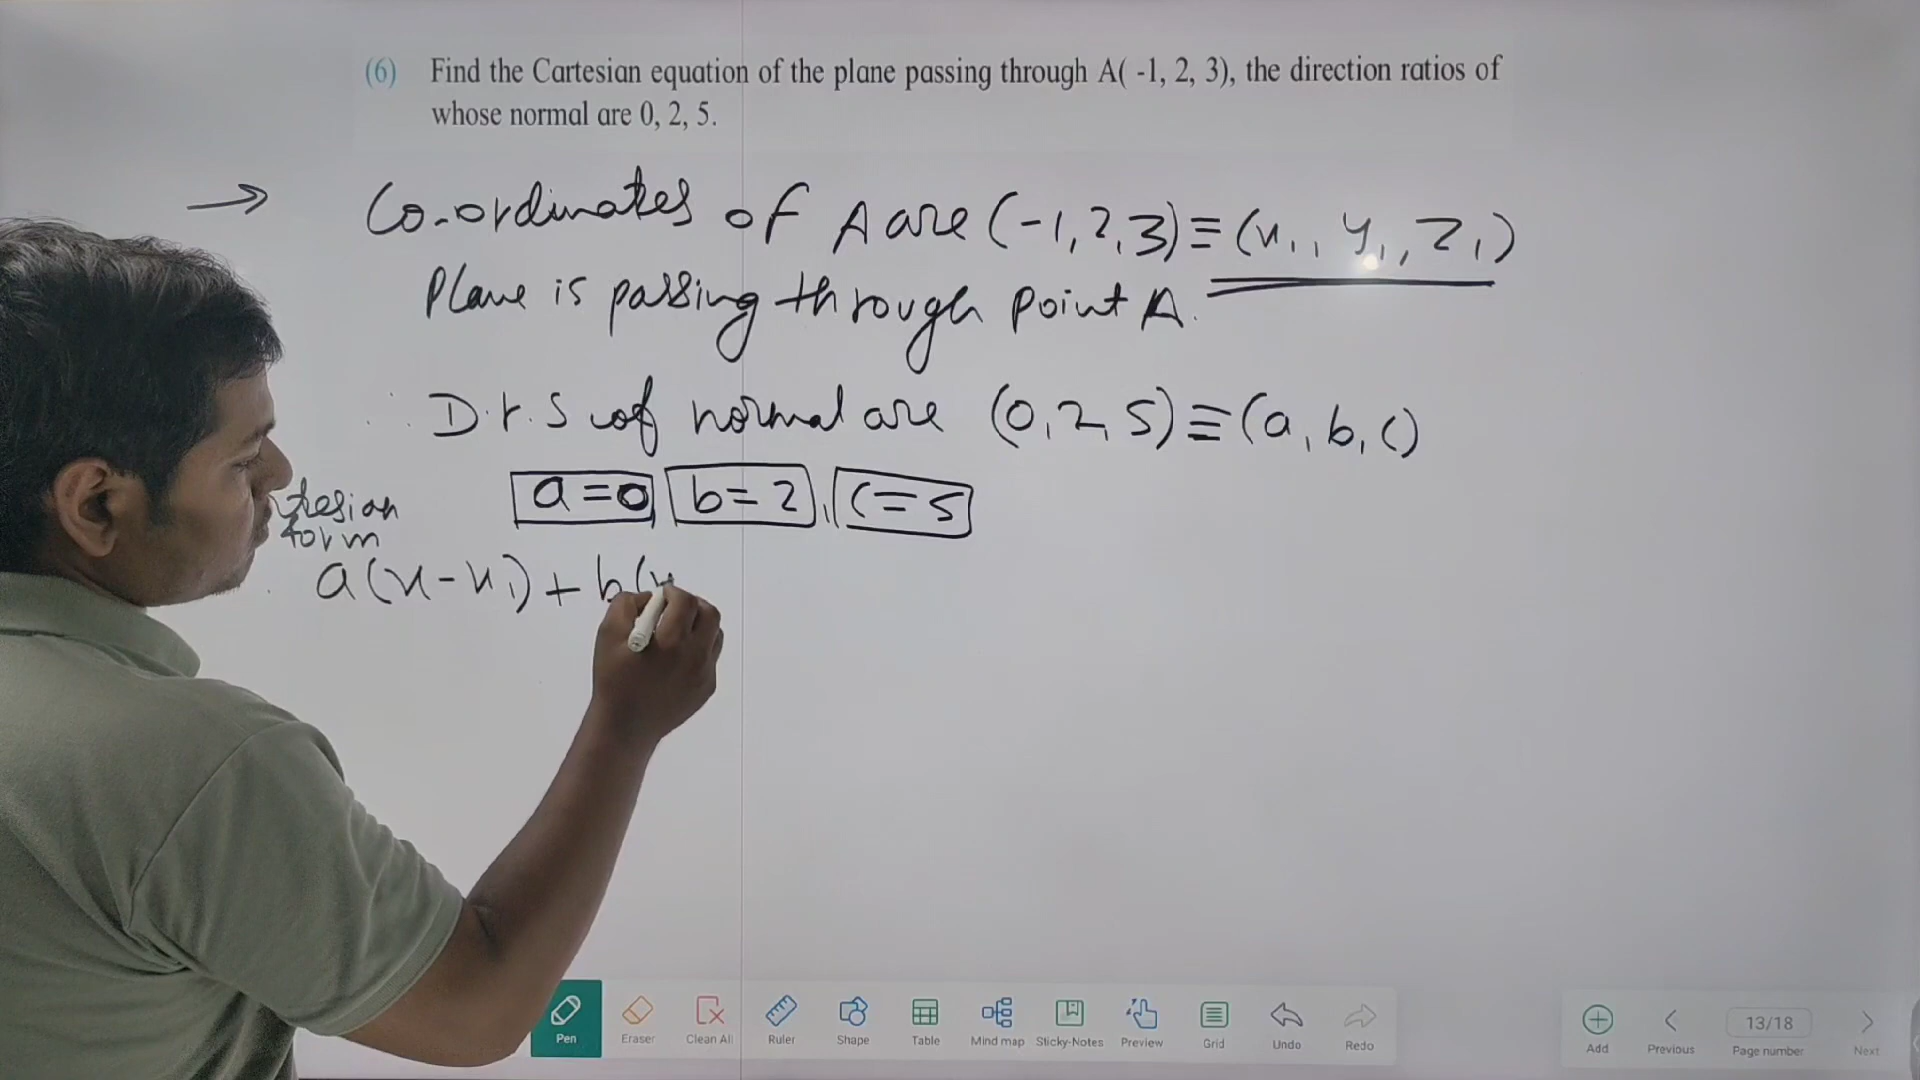 (6) Find the Cartesian equation of the plane passing through A( -1, 2, 3), the direction ratios of
whose normal are 0, 2, 5.
→ Co-ordinates of A are (-1, 2, 3) ≡ (x₁, y₁, z₁)
Plane is passing through point A.
∴ D.r.s of normal are (0, 2, 5) ≡ (a, b, c)
a = 0 b = 2, c = 5
form
a(x - x₁) + b(y
Pen Eraser Clean All Ruler Shape Table Mind map Sticky-Notes Preview Grid Undo Redo Add Previous 13/18 Page number Next